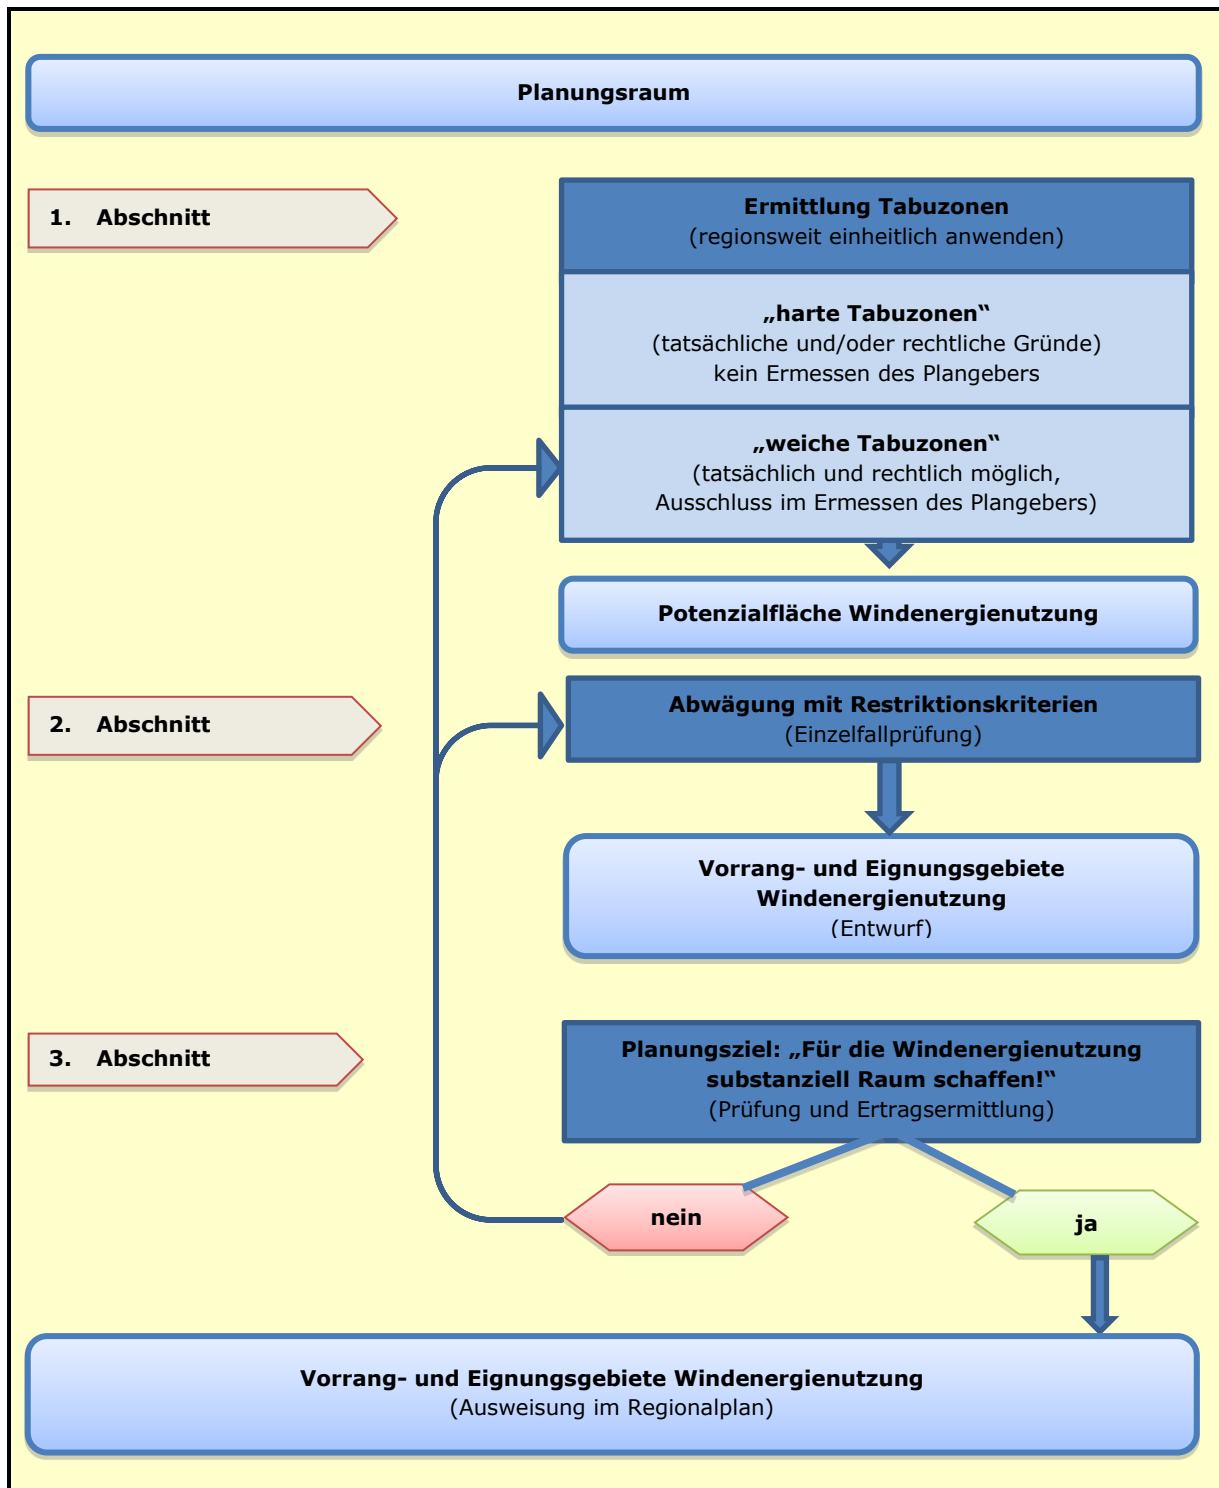 Planungsraum
1. Abschnitt
Ermittlung Tabuzonen
(regionsweit einheitlich anwenden)
„harte Tabuzonen“
(tatsächliche und/oder rechtliche Gründe)
kein Ermessen des Plangebers
„weiche Tabuzonen“
(tatsächlich und rechtlich möglich,
Ausschluss im Ermessen des Plangebers)
Potenzialfläche Windenergienutzung
2. Abschnitt
Abwägung mit Restriktionskriterien
(Einzelfallprüfung)
Vorrang- und Eignungsgebiete
Windenergienutzung
(Entwurf)
3. Abschnitt
Planungsziel: „Für die Windenergienutzung
substanziell Raum schaffen!“
(Prüfung und Ertragsermittlung)
nein
ja
Vorrang- und Eignungsgebiete Windenergienutzung
(Ausweisung im Regionalplan)